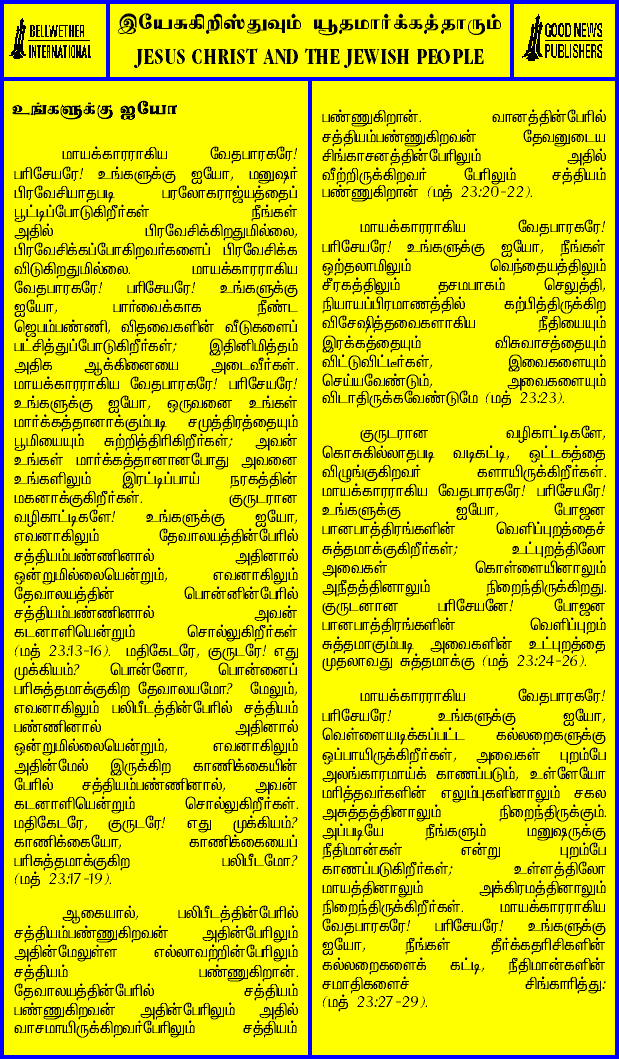 BELLWETHER
INTERNATIONAL
இயேசுகிறிஸ்துவும் யூதமார்க்கத்தாரும்
JESUS CHRIST AND THE JEWISH PEOPLE
GOOD NEWS
PUBLISHERS
உங்களுக்கு ஐயோ
மாயக்காரராகிய வேதபாரகரே!
பரிசேயரே! உங்களுக்கு ஐயோ, மனுஷர்
பிரவேசியாதபடி பரலோகராஜ்யத்தைப்
பூட்டிப்போடுகிறீர்கள் நீங்கள்
அதில் பிரவேசிக்கிறதுமில்லை,
பிரவேசிக்கப்போகிறவர்களைப் பிரவேசிக்க
விடுகிறதுமில்லை. மாயக்காரராகிய
வேதபாரகரே! பரிசேயரே! உங்களுக்கு
ஐயோ, பார்வைக்காக நீண்ட
ஜெபம்பண்ணி, விதவைகளின் வீடுகளைப்
பட்சித்துப்போடுகிறீர்கள்; இதினிமித்தம்
அதிக ஆக்கினையை அடைவீர்கள்.
மாயக்காரராகிய வேதபாரகரே! பரிசேயரே!
உங்களுக்கு ஐயோ, ஒருவனை உங்கள்
மார்க்கத்தானாக்கும்படி சமுத்திரத்தையும்
பூமியையும் சுற்றித்திரிகிறீர்கள்; அவன்
உங்கள் மார்க்கத்தானானபோது அவனை
உங்களிலும் இரட்டிப்பாய் நரகத்தின்
மகனாக்குகிறீர்கள். குருடரான
வழிகாட்டிகளே! உங்களுக்கு ஐயோ,
எவனாகிலும் தேவாலயத்தின்பேரில்
சத்தியம்பண்ணினால் அதினால்
ஒன்றுமில்லையென்றும், எவனாகிலும்
தேவாலயத்தின் பொன்னின்பேரில்
சத்தியம்பண்ணினால் அவன்
கடனாளியென்றும் சொல்லுகிறீர்கள்
(மத் 23:13-16). மதிகேடரே, குருடரே! எது
முக்கியம்? பொன்னோ, பொன்னைப்
பரிசுத்தமாக்குகிற தேவாலயமோ? மேலும்,
எவனாகிலும் பலிபீடத்தின்பேரில் சத்தியம்
பண்ணினால் அதினால்
ஒன்றுமில்லையென்றும், எவனாகிலும்
அதின்மேல் இருக்கிற காணிக்கையின்
பேரில் சத்தியம்பண்ணினால், அவன்
கடனாளியென்றும் சொல்லுகிறீர்கள்.
மதிகேடரே, குருடரே! எது முக்கியம்?
காணிக்கையோ, காணிக்கையைப்
பரிசுத்தமாக்குகிற பலிபீடமோ?
(மத் 23:17-19).
ஆகையால், பலிபீடத்தின்பேரில்
சத்தியம்பண்ணுகிறவன் அதின்பேரிலும்
அதின்மேலுள்ள எல்லாவற்றின்பேரிலும்
சத்தியம் பண்ணுகிறான்.
தேவாலயத்தின்பேரில் சத்தியம்
பண்ணுகிறவன் அதின்பேரிலும் அதில்
வாசமாயிருக்கிறவர்பேரிலும் சத்தியம்
பண்ணுகிறான். வானத்தின்பேரில்
சத்தியம்பண்ணுகிறவன் தேவனுடைய
சிங்காசனத்தின்பேரிலும் அதில்
வீற்றிருக்கிறவர் பேரிலும் சத்தியம்
பண்ணுகிறான் (மத் 23:20-22).
மாயக்காரராகிய வேதபாரகரே!
பரிசேயரே! உங்களுக்கு ஐயோ, நீங்கள்
ஒற்தலாமிலும் வெந்தையத்திலும்
சீரகத்திலும் தசமபாகம் செலுத்தி,
நியாயப்பிரமாணத்தில் கற்பித்திருக்கிற
விசேஷித்தவைகளாகிய நீதியையும்
இரக்கத்தையும் விசுவாசத்தையும்
விட்டுவிட்டீர்கள், இவைகளையும்
செய்யவேண்டும், அவைகளையும்
விடாதிருக்கவேண்டுமே (மத் 23:23).
குருடரான வழிகாட்டிகளே,
கொசுகில்லாதபடி வடிகட்டி, ஒட்டகத்தை
விழுங்குகிறவர் களாயிருக்கிறீர்கள்.
மாயக்காரராகிய வேதபாரகரே! பரிசேயரே!
உங்களுக்கு ஐயோ, போஜன
பானபாத்திரங்களின் வெளிப்புறத்தைச்
சுத்தமாக்குகிறீர்கள்; உட்புறத்திலோ
அவைகள் கொள்ளையினாலும்
அநீதத்தினாலும் நிறைந்திருக்கிறது.
குருடனான பரிசேயனே! போஜன
பானபாத்திரங்களின் வெளிப்புறம்
சுத்தமாகும்படி அவைகளின் உட்புறத்தை
முதலாவது சுத்தமாக்கு (மத் 23:24-26).
மாயக்காரராகிய வேதபாரகரே!
பரிசேயரே! உங்களுக்கு ஐயோ,
வெள்ளையடிக்கப்பட்ட கல்லறைகளுக்கு
ஒப்பாயிருக்கிறீர்கள், அவைகள் புறம்பே
அலங்காரமாய்க் காணப்படும், உள்ளேயோ
மரித்தவர்களின் எலும்புகளினாலும் சகல
அசுத்தத்தினாலும் நிறைந்திருக்கும்.
அப்படியே நீங்களும் மனுஷருக்கு
நீதிமான்கள் என்று புறம்பே
காணப்படுகிறீர்கள்; உள்ளத்திலோ
மாயத்தினாலும் அக்கிரமத்தினாலும்
நிறைந்திருக்கிறீர்கள். மாயக்காரராகிய
வேதபாரகரே! பரிசேயரே! உங்களுக்கு
ஐயோ, நீங்கள் தீர்க்கதரிசிகளின்
கல்லறைகளைக் கட்டி, நீதிமான்களின்
சமாதிகளைச் சிங்காரித்து:
(மத் 23:27-29).